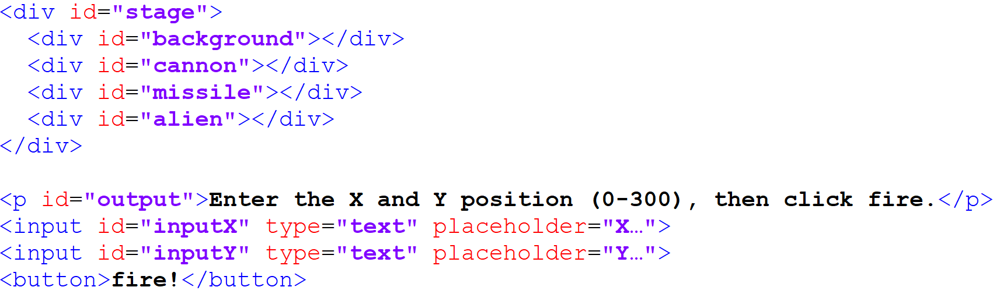 <div id="stage">
  <div id="background"></div>
  <div id="cannon"></div>
  <div id="missile"></div>
  <div id="alien"></div>
</div>

<p id="output">Enter the X and Y position (0-300), then click fire.</p>
<input id="inputX" type="text" placeholder="X…">
<input id="inputY" type="text" placeholder="Y…">
<button>fire!</button>